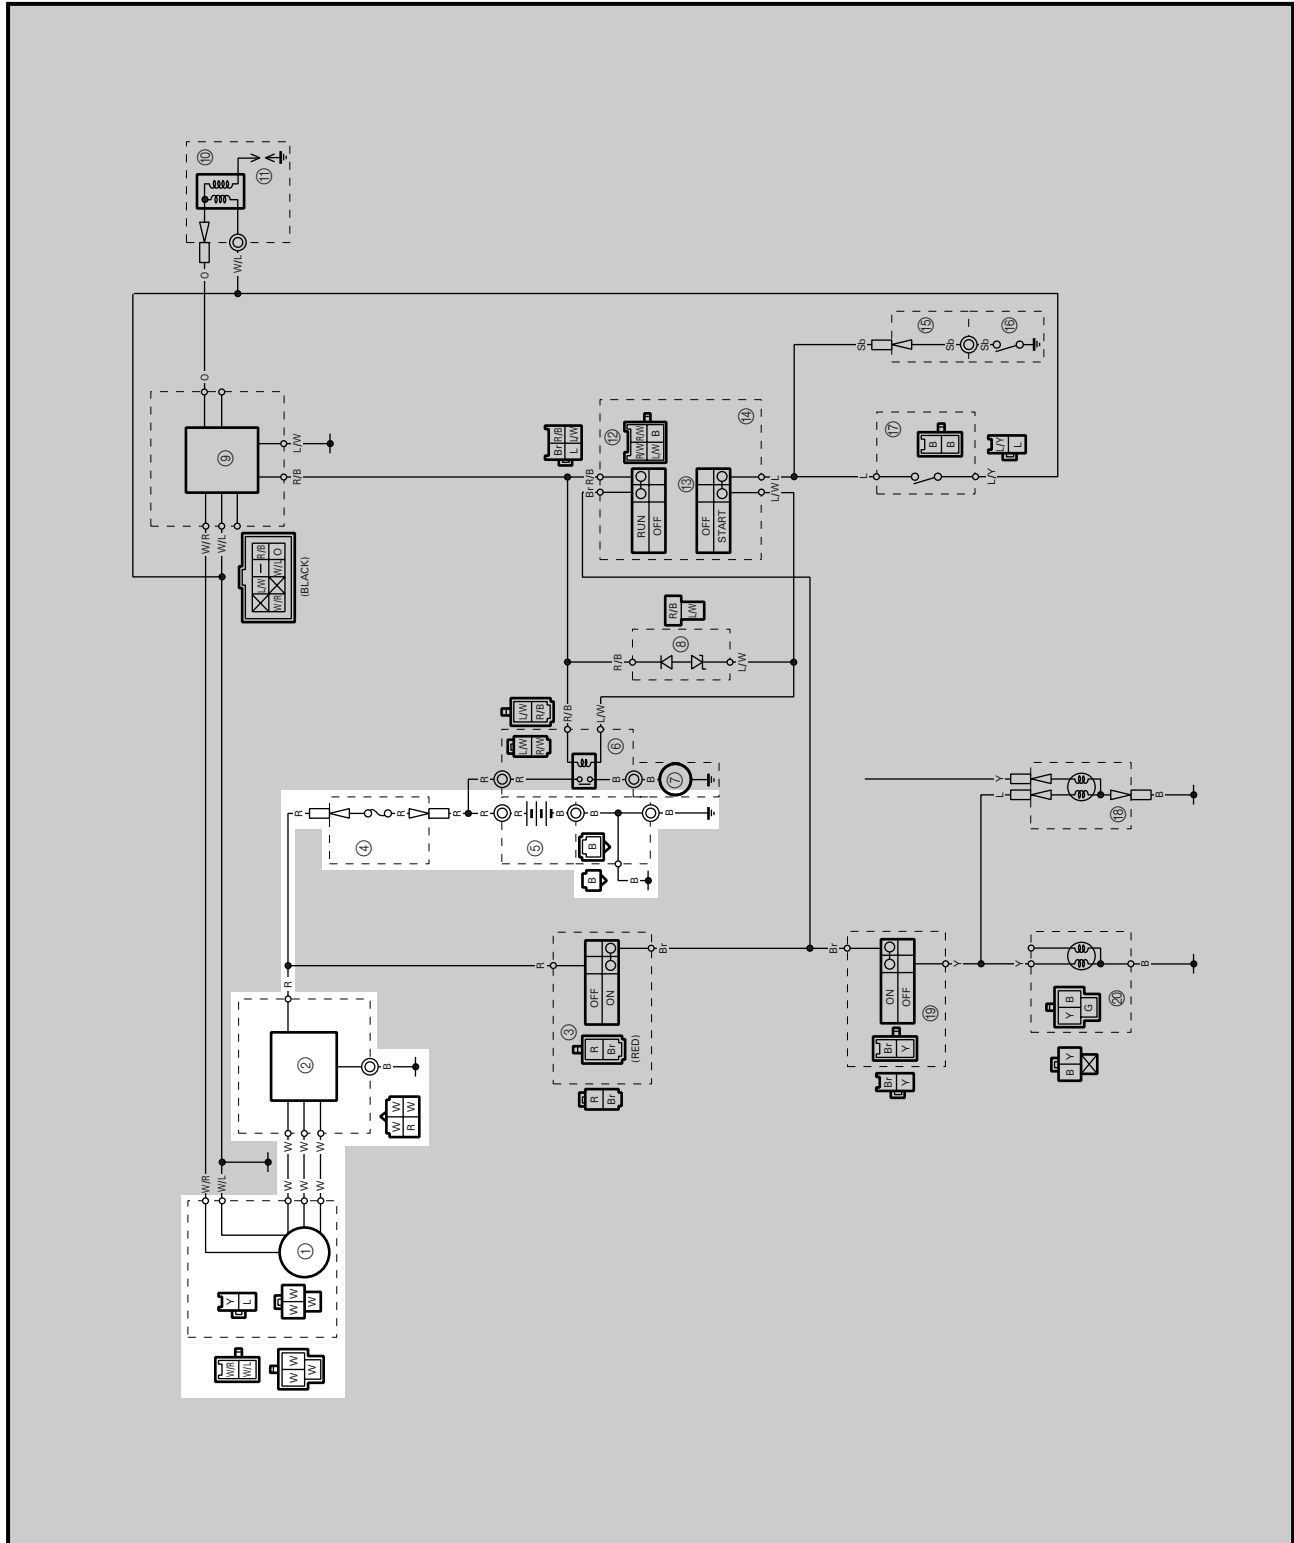 ⑩
⑪
O
W/L
⑮
⑯
Sb
Sb
Sb
O
⑨
L/W
R/B
W/R
W/L
L/W
—
R/B
W/R
W/L
O
(BLACK)
Br
R/B
L
L/W
⑫
R/W
R/W
L/W
B
⑭
⑬
Br
R/B
RUN
OFF
OFF
START
L
L/W
⑰
B
B
L/Y
L
L
L/Y
R/B
L/W
⑧
R/B
L/W
L/W
R/B
L/W
R/W
R/B
L/W
⑥
R
R
B
B
⑦
R
R
R
R
R
B
B
B
④
⑤
B
B
B
Y
L
B
⑱
R
R
Br
OFF
ON
③
R
Br
(RED)
R
Br
Br
ON
OFF
⑲
Br
Y
Br
Y
Y
Y
B
Y
B
G
⑳
B
Y
②
B
W
W
W
R
W
W
W
W
W
W
W/R
W/L
①
Y
L
W
W
W
W/R
W/L
W
W
W